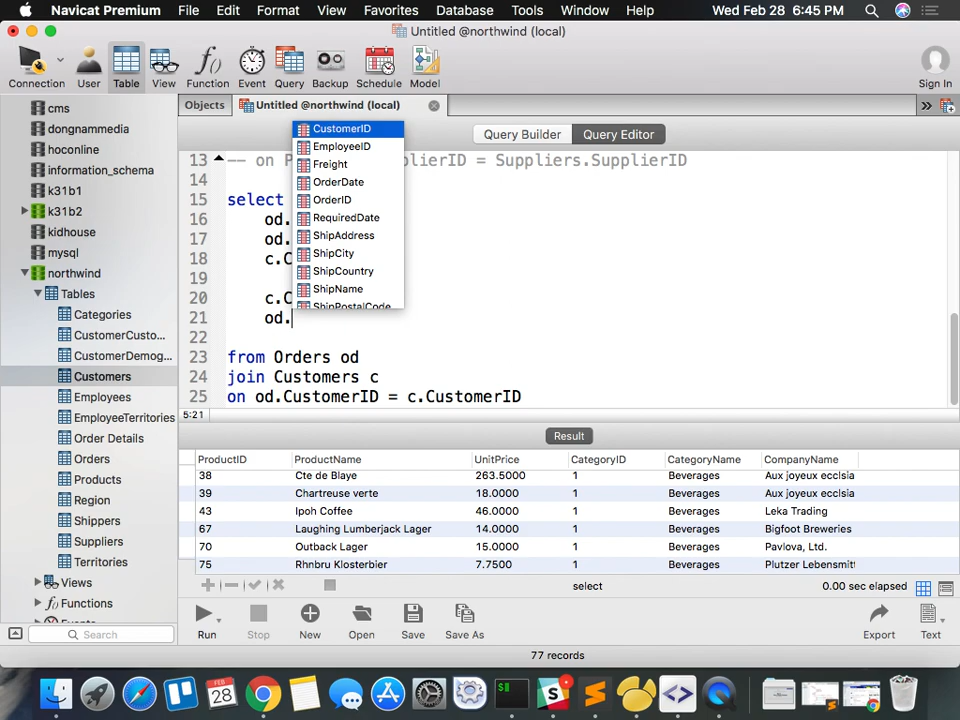 Navicat Premium File Edit Format View Favorites Database Tools Window Help Wed Feb 28 6:45 PM
Untitled @northwind (local)
Connection User Table View Function Event Query Backup Schedule Model Sign In
Objects Untitled @northwind (local) »
Query Builder Query Editor
cms
dongnammedia
hoconline
information_schema
k31b1
k31b2
kidhouse
mysql
northwind
Tables
Categories
CustomerCusto...
CustomerDemog...
Customers
Employees
EmployeeTerritories
Order Details
Orders
Products
Region
Shippers
Suppliers
Territories
Views
Functions
Search
CustomerID
EmployeeID
Freight
OrderDate
OrderID
RequiredDate
ShipAddress
ShipCity
ShipCountry
ShipName
ShipPostalCode
13 -- on P SupplierID = Suppliers.SupplierID
14
15 select
16 od.
17 od.
18 c.C
19
20 c.C
21 od.
22
23 from Orders od
24 join Customers c
25 on od.CustomerID = c.CustomerID
5:21
Result
ProductID ProductName UnitPrice CategoryID CategoryName CompanyName
38 Cte de Blaye 263.5000 1 Beverages Aux joyeux ecclsia
39 Chartreuse verte 18.0000 1 Beverages Aux joyeux ecclsia
43 Ipoh Coffee 46.0000 1 Beverages Leka Trading
67 Laughing Lumberjack Lager 14.0000 1 Beverages Bigfoot Breweries
70 Outback Lager 15.0000 1 Beverages Pavlova, Ltd.
75 Rhnbru Klosterbier 7.7500 1 Beverages Plutzer Lebensmitt
select 0.00 sec elapsed
Run Stop New Open Save Save As Export Text
77 records
28